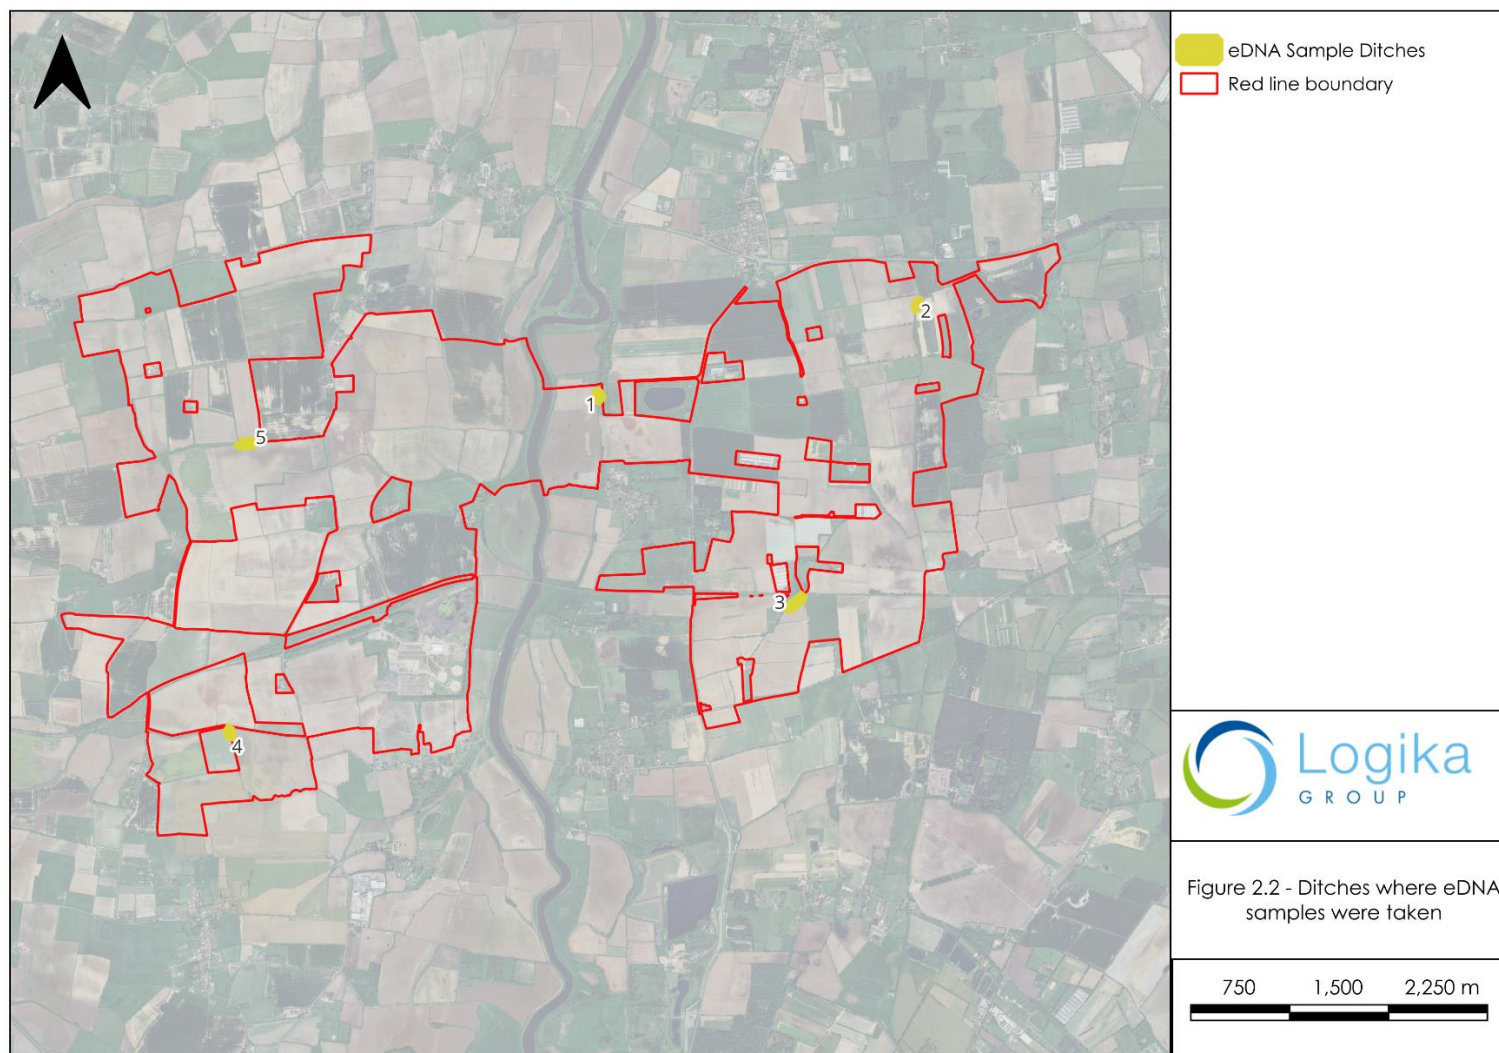 eDNA Sample Ditches
Red line boundary
2
1
5
3
4
Logika
GROUP
Figure 2.2 - Ditches where eDNA
samples were taken
750 1,500 2,250 m